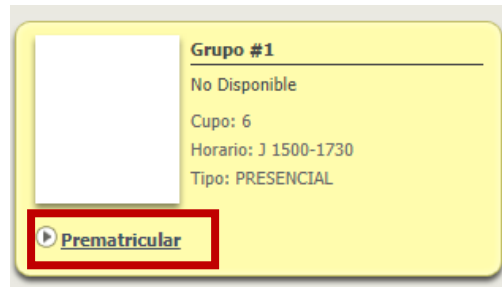 Grupo #1
No Disponible
Cupo: 6
Horario: J 1500-1730
Tipo: PRESENCIAL
Prematricular